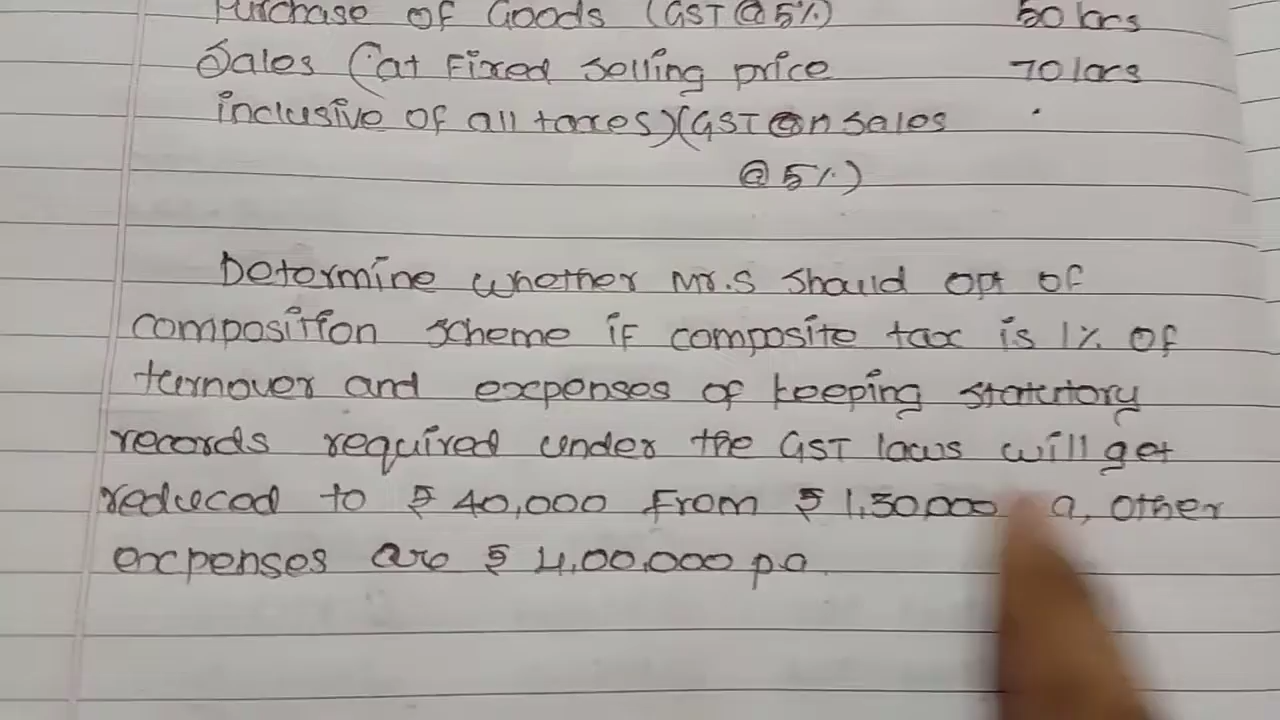 Purchase of Goods (GST @ 5%) 50 lacs
Sales (at Fixed selling price 70 lacs
inclusive of all taxes) (GST on sales
@ 5%)
Determine whether Mr.S should opt of
composition scheme if composite tax is 1% of
turnover and expenses of keeping statutory
records required under the GST laws will get
reduced to ₹ 40,000 from ₹ 1,50,000 a, other
expenses are ₹ 4,00,000 p.a.